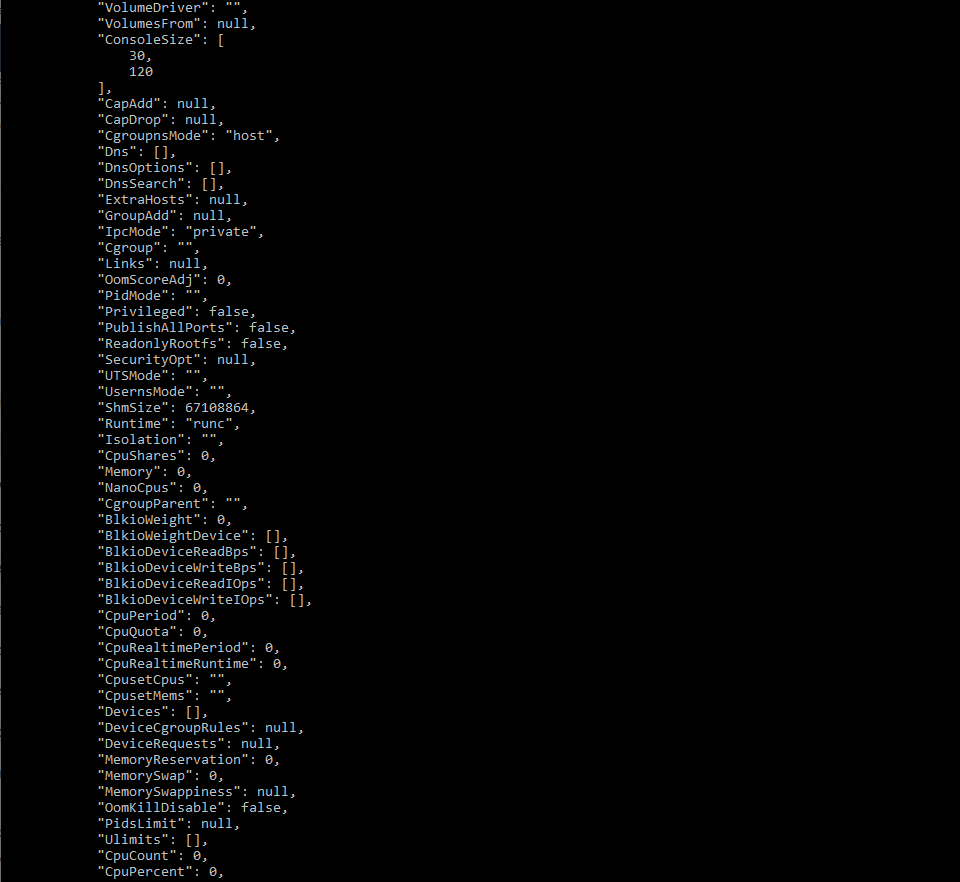 "VolumeDriver": "",
"VolumesFrom": null,
"ConsoleSize": [
30,
120
],
"CapAdd": null,
"CapDrop": null,
"CgroupnsMode": "host",
"Dns": [],
"DnsOptions": [],
"DnsSearch": [],
"ExtraHosts": null,
"GroupAdd": null,
"IpcMode": "private",
"Cgroup": "",
"Links": null,
"OomScoreAdj": 0,
"PidMode": "",
"Privileged": false,
"PublishAllPorts": false,
"ReadonlyRootfs": false,
"SecurityOpt": null,
"UTSMode": "",
"UsernsMode": "",
"ShmSize": 67108864,
"Runtime": "runc",
"Isolation": "",
"CpuShares": 0,
"Memory": 0,
"NanoCpus": 0,
"CgroupParent": "",
"BlkioWeight": 0,
"BlkioWeightDevice": [],
"BlkioDeviceReadBps": [],
"BlkioDeviceWriteBps": [],
"BlkioDeviceReadIOps": [],
"BlkioDeviceWriteIOps": [],
"CpuPeriod": 0,
"CpuQuota": 0,
"CpuRealtimePeriod": 0,
"CpuRealtimeRuntime": 0,
"CpusetCpus": "",
"CpusetMems": "",
"Devices": [],
"DeviceCgroupRules": null,
"DeviceRequests": null,
"MemoryReservation": 0,
"MemorySwap": 0,
"MemorySwappiness": null,
"OomKillDisable": false,
"PidsLimit": null,
"Ulimits": [],
"CpuCount": 0,
"CpuPercent": 0,